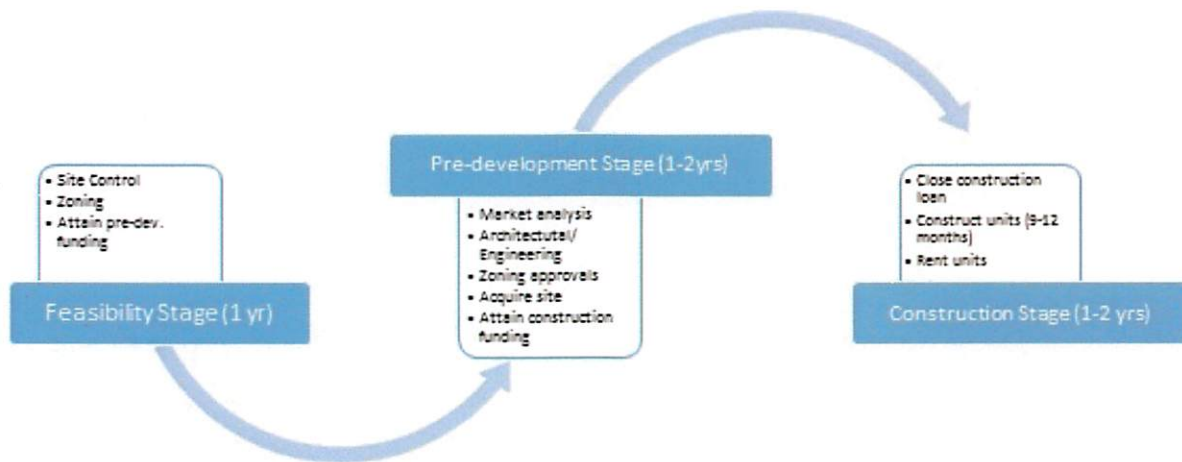 • Site Control
• Zoning
• Attain pre-dev.
funding
Feasibility Stage (1 yr)
Pre-development Stage (1-2yrs)
• Market analysis
• Architectutal/
Engineering
• Zoning approvals
• Acquire site
• Attain construction
funding
• Close construction
loan
• Construct units (9-12
months)
• Rent units
Construction Stage (1-2 yrs)